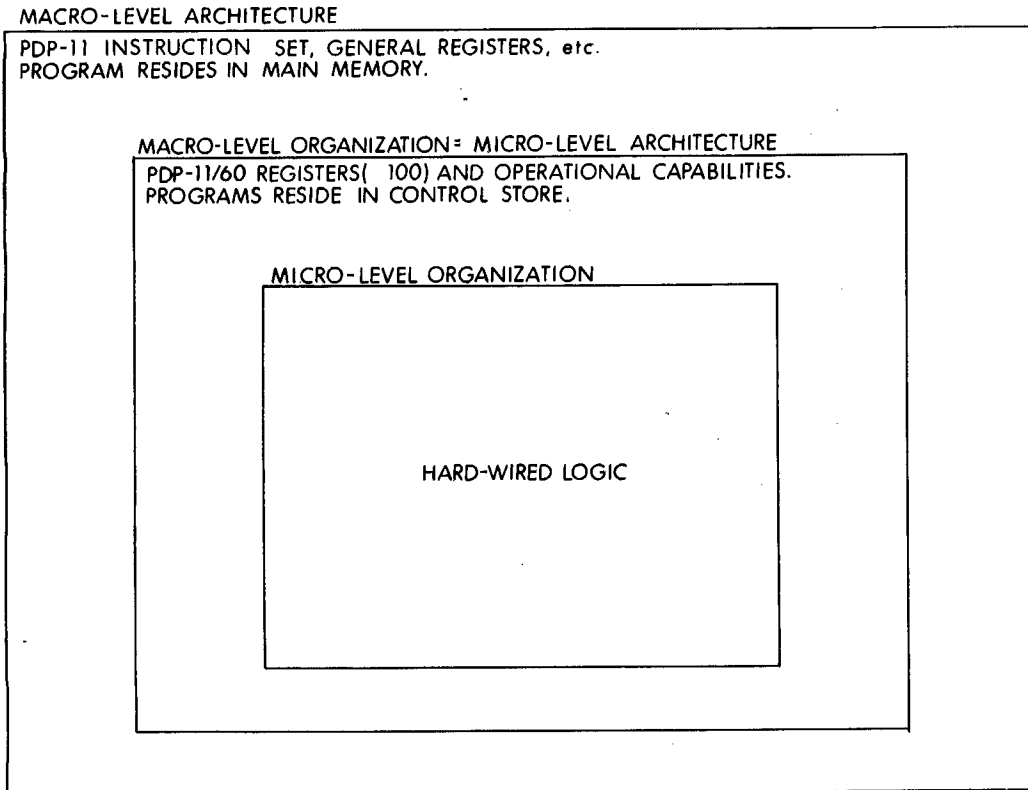 MACRO-LEVEL ARCHITECTURE
PDP-11 INSTRUCTION SET, GENERAL REGISTERS, etc.
PROGRAM RESIDES IN MAIN MEMORY.
MACRO-LEVEL ORGANIZATION= MICRO-LEVEL ARCHITECTURE
PDP-11/60 REGISTERS( 100) AND OPERATIONAL CAPABILITIES.
PROGRAMS RESIDE IN CONTROL STORE.
MICRO-LEVEL ORGANIZATION
HARD-WIRED LOGIC